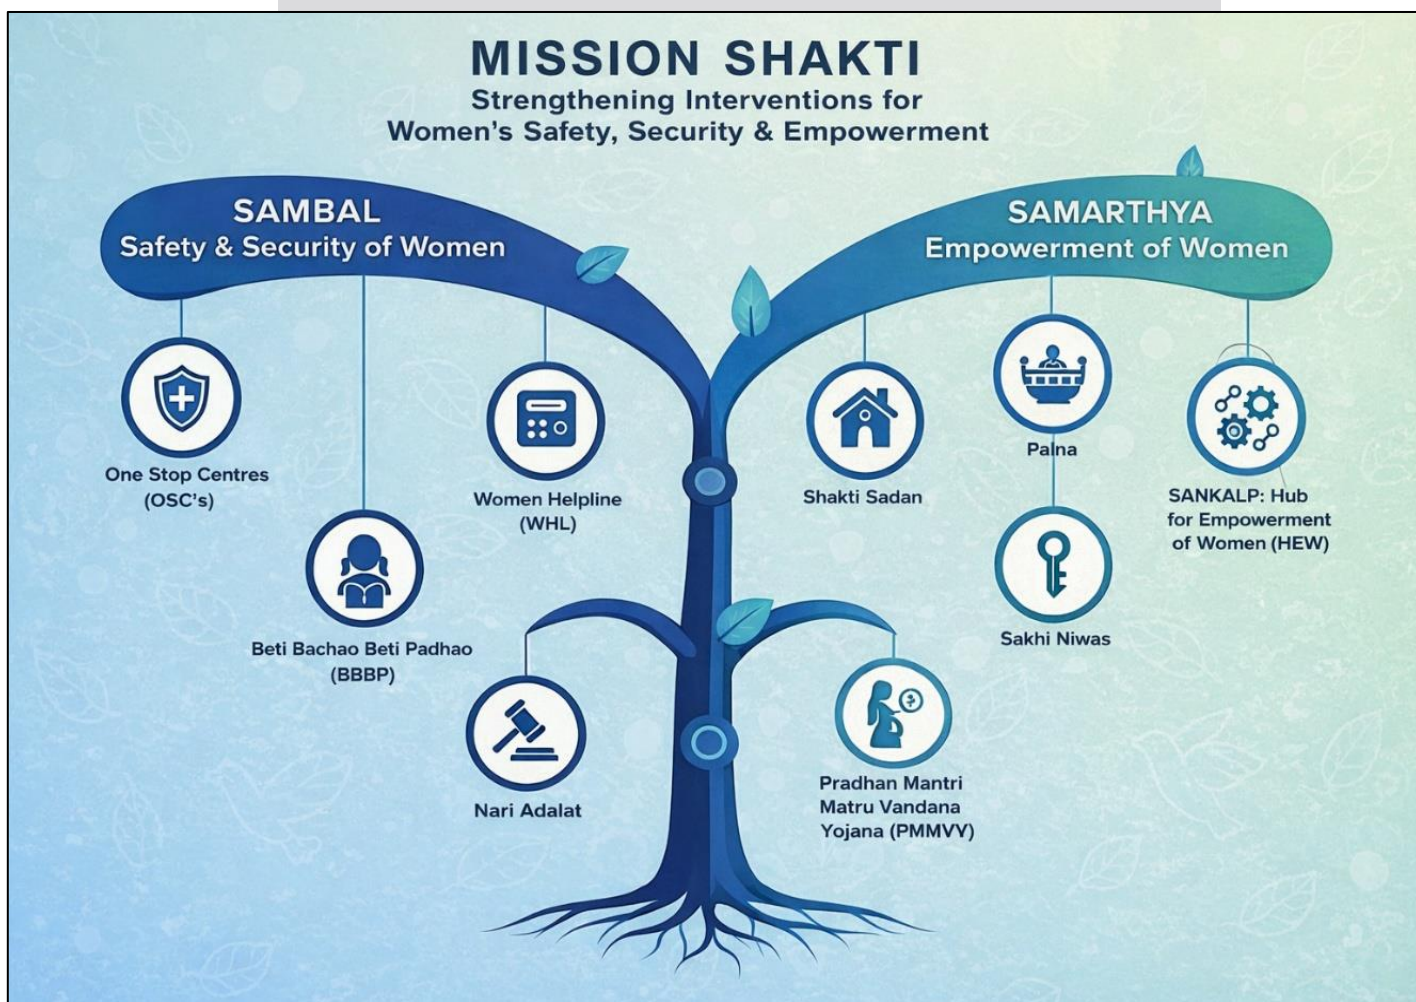 MISSION SHAKTI
Strengthening Interventions for
Women's Safety, Security & Empowerment
SAMBAL
Safety & Security of Women
One Stop Centres
(OSC's)
Beti Bachao Beti Padhao
(BBBP)
Women Helpline
(WHL)
Nari Adalat
SAMARTHYA
Empowerment of Women
Shakti Sadan
Palna
Sakhi Niwas
SANKALP: Hub
for Empowerment
of Women (HEW)
Pradhan Mantri
Matru Vandana
Yojana (PMMVY)